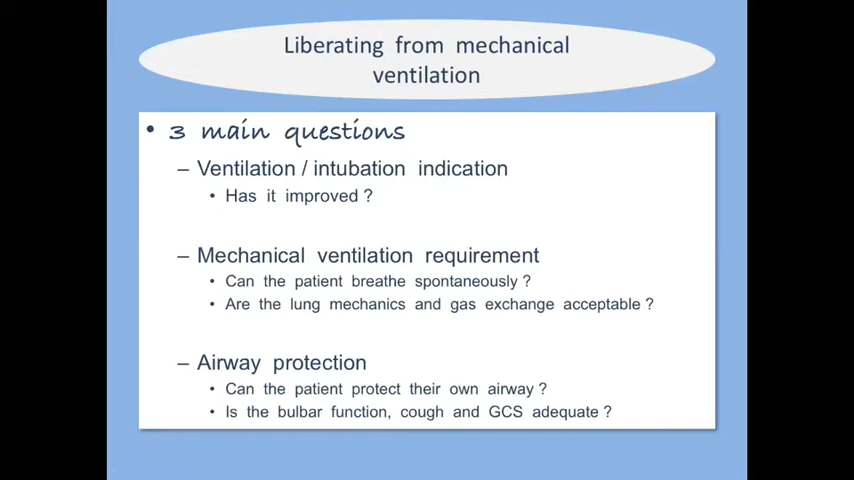 Liberating from mechanical
ventilation
• 3 main questions
– Ventilation / intubation indication
• Has it improved ?
– Mechanical ventilation requirement
• Can the patient breathe spontaneously ?
• Are the lung mechanics and gas exchange acceptable ?
– Airway protection
• Can the patient protect their own airway ?
• Is the bulbar function, cough and GCS adequate ?